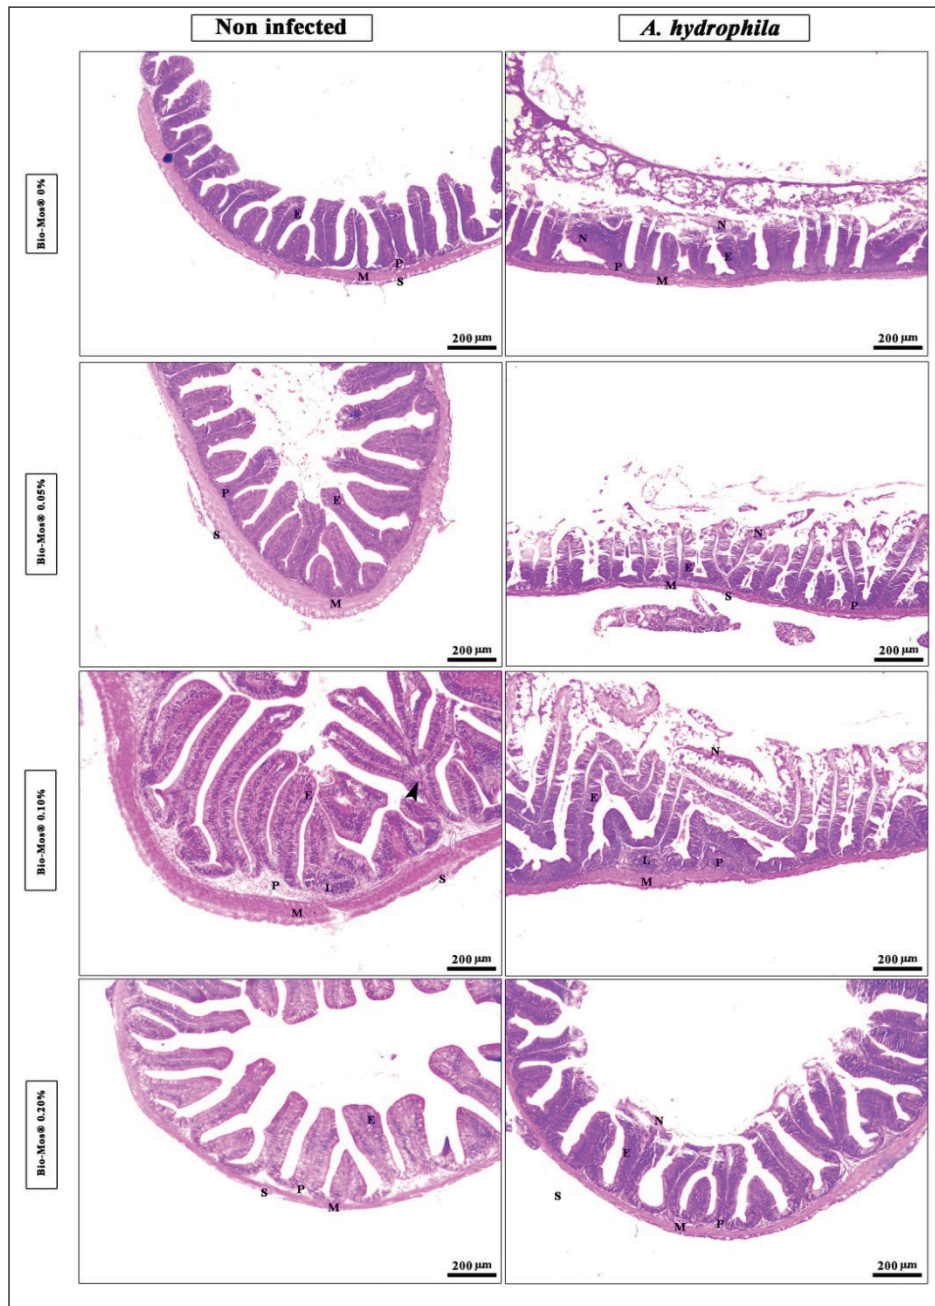 Non infected
A. hydrophila
Bio-Mos® 0%
E
P
M
S
200 µm
N
N
E
P
M
200 µm
Bio-Mos® 0.05%
E
P
S
M
200 µm
N
E
M
S
P
200 µm
Bio-Mos® 0.10%
E
P
L
S
M
200 µm
N
E
L
P
M
200 µm
Bio-Mos® 0.20%
E
S
P
M
200 µm
N
E
S
M
P
200 µm